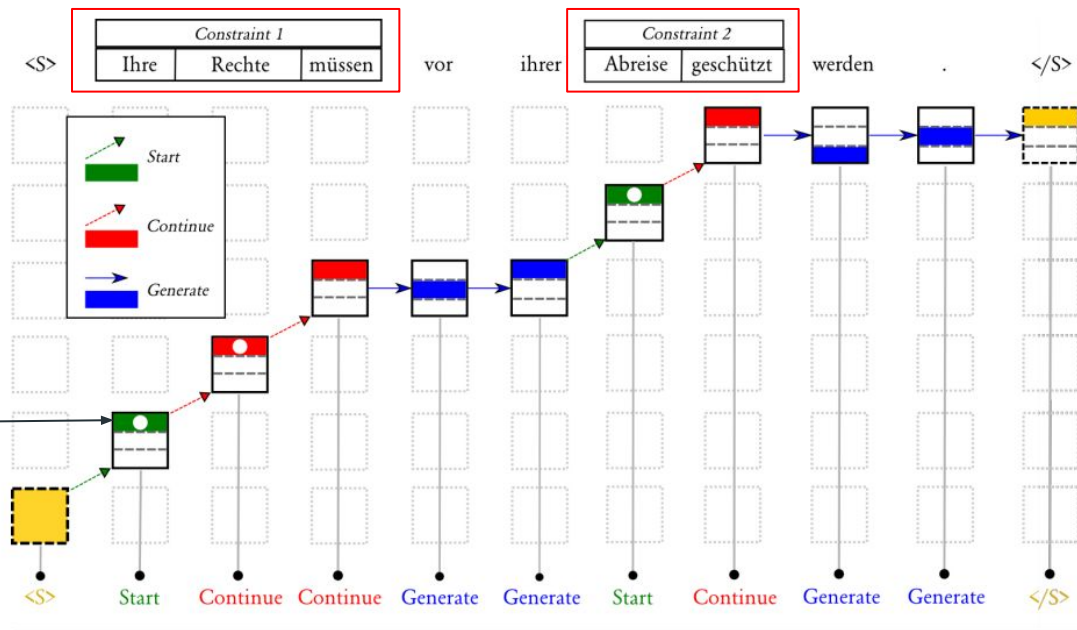 Constraint 1
Constraint 2
<S> Ihre Rechte müssen vor ihrer Abreise geschützt werden . </S>
Start
Continue
Generate
<S> Start Continue Continue Generate Generate Start Continue Generate Generate </S>